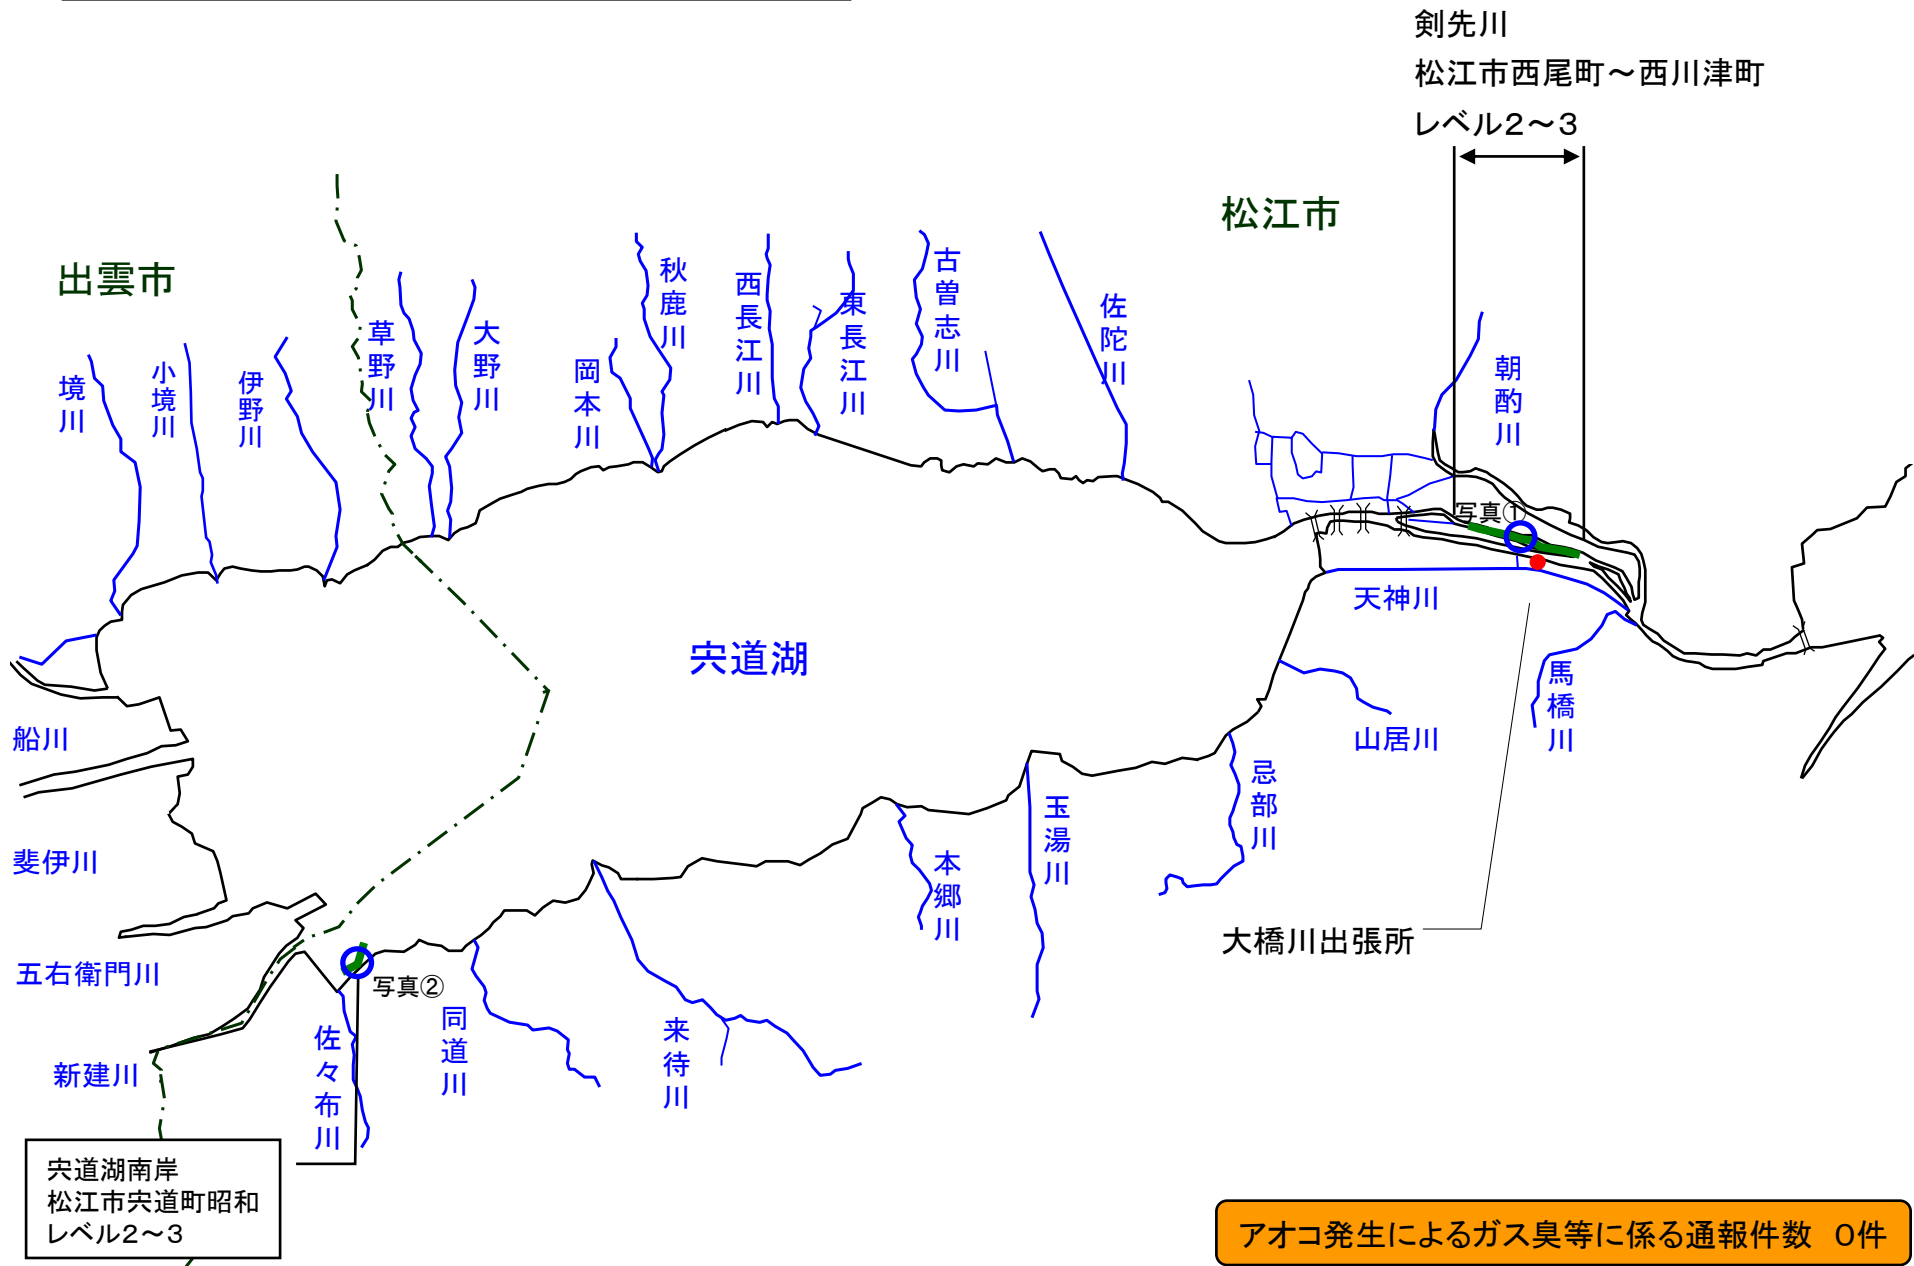 剣先川
松江市西尾町～西川津町
レベル2～3
松江市
出雲市
境川
小境川
伊野川
草野川
大野川
岡本川
秋鹿川
西長江川
東長江川
古曽志川
佐陀川
朝酌川
写真①
天神川
宍道湖
馬橋川
山居川
船川
忌部川
玉湯川
斐伊川
本郷川
大橋川出張所
五右衛門川
写真②
同道川
来待川
佐々布川
新建川
宍道湖南岸
松江市宍道町昭和
レベル2～3
アオコ発生によるガス臭等に係る通報件数 0件